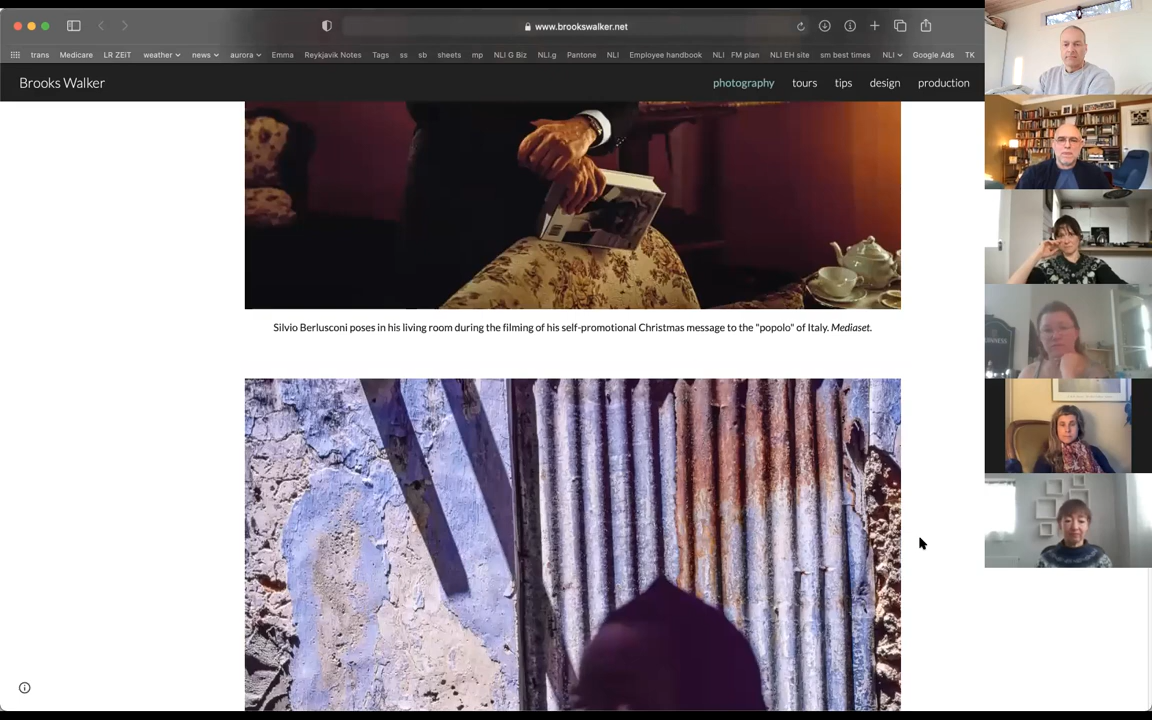 www.brookswalker.net
trans Medicare LR ZEIT weather news aurora Emma Reykjavik Notes Tags ss sb sheets mp NLI G Biz NLI.g Pantone NLI Employee handbook NLI FM plan NLI EH site sm best times NLI Google Ads TK
Brooks Walker
photography tours tips design production
Silvio Berlusconi poses in his living room during the filming of his self-promotional Christmas message to the "popolo" of Italy. Mediaset.